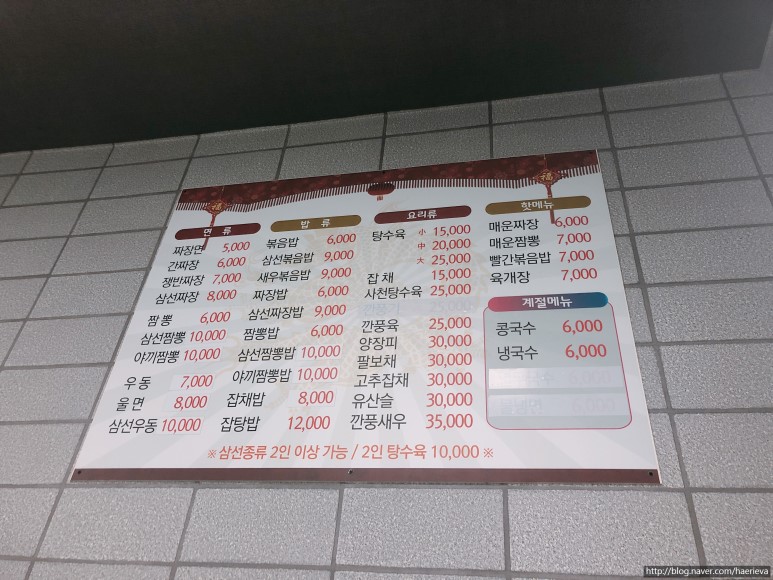 福
福
면 류
짜장면 5,000
간짜장 6,000
쟁반짜장 7,000
삼선짜장 8,000
짬 뽕 6,000
삼선짬뽕 10,000
야끼짬뽕 10,000
우 동 7,000
울 면 8,000
삼선우동 10,000
밥 류
볶음밥 6,000
삼선볶음밥 9,000
새우볶음밥 9,000
짜장밥 6,000
삼선짜장밥 9,000
짬뽕밥 6,000
삼선짬뽕밥 10,000
야끼짬뽕밥 10,000
잡채밥 8,000
잡탕밥 12,000
요리류
탕수육 小 15,000
中 20,000
大 25,000
잡 채 15,000
사천탕수육 25,000
깐풍육 25,000
양장피 30,000
팔보채 30,000
고추잡채 30,000
유산슬 30,000
깐풍새우 35,000
핫메뉴
매운짜장 6,000
매운짬뽕 7,000
빨간볶음밥 7,000
육개장 7,000
계절메뉴
콩국수 6,000
냉국수 6,000
※ 삼선종류 2인 이상 가능 / 2인 탕수육 10,000 ※
http://blog.naver.com/haerieva